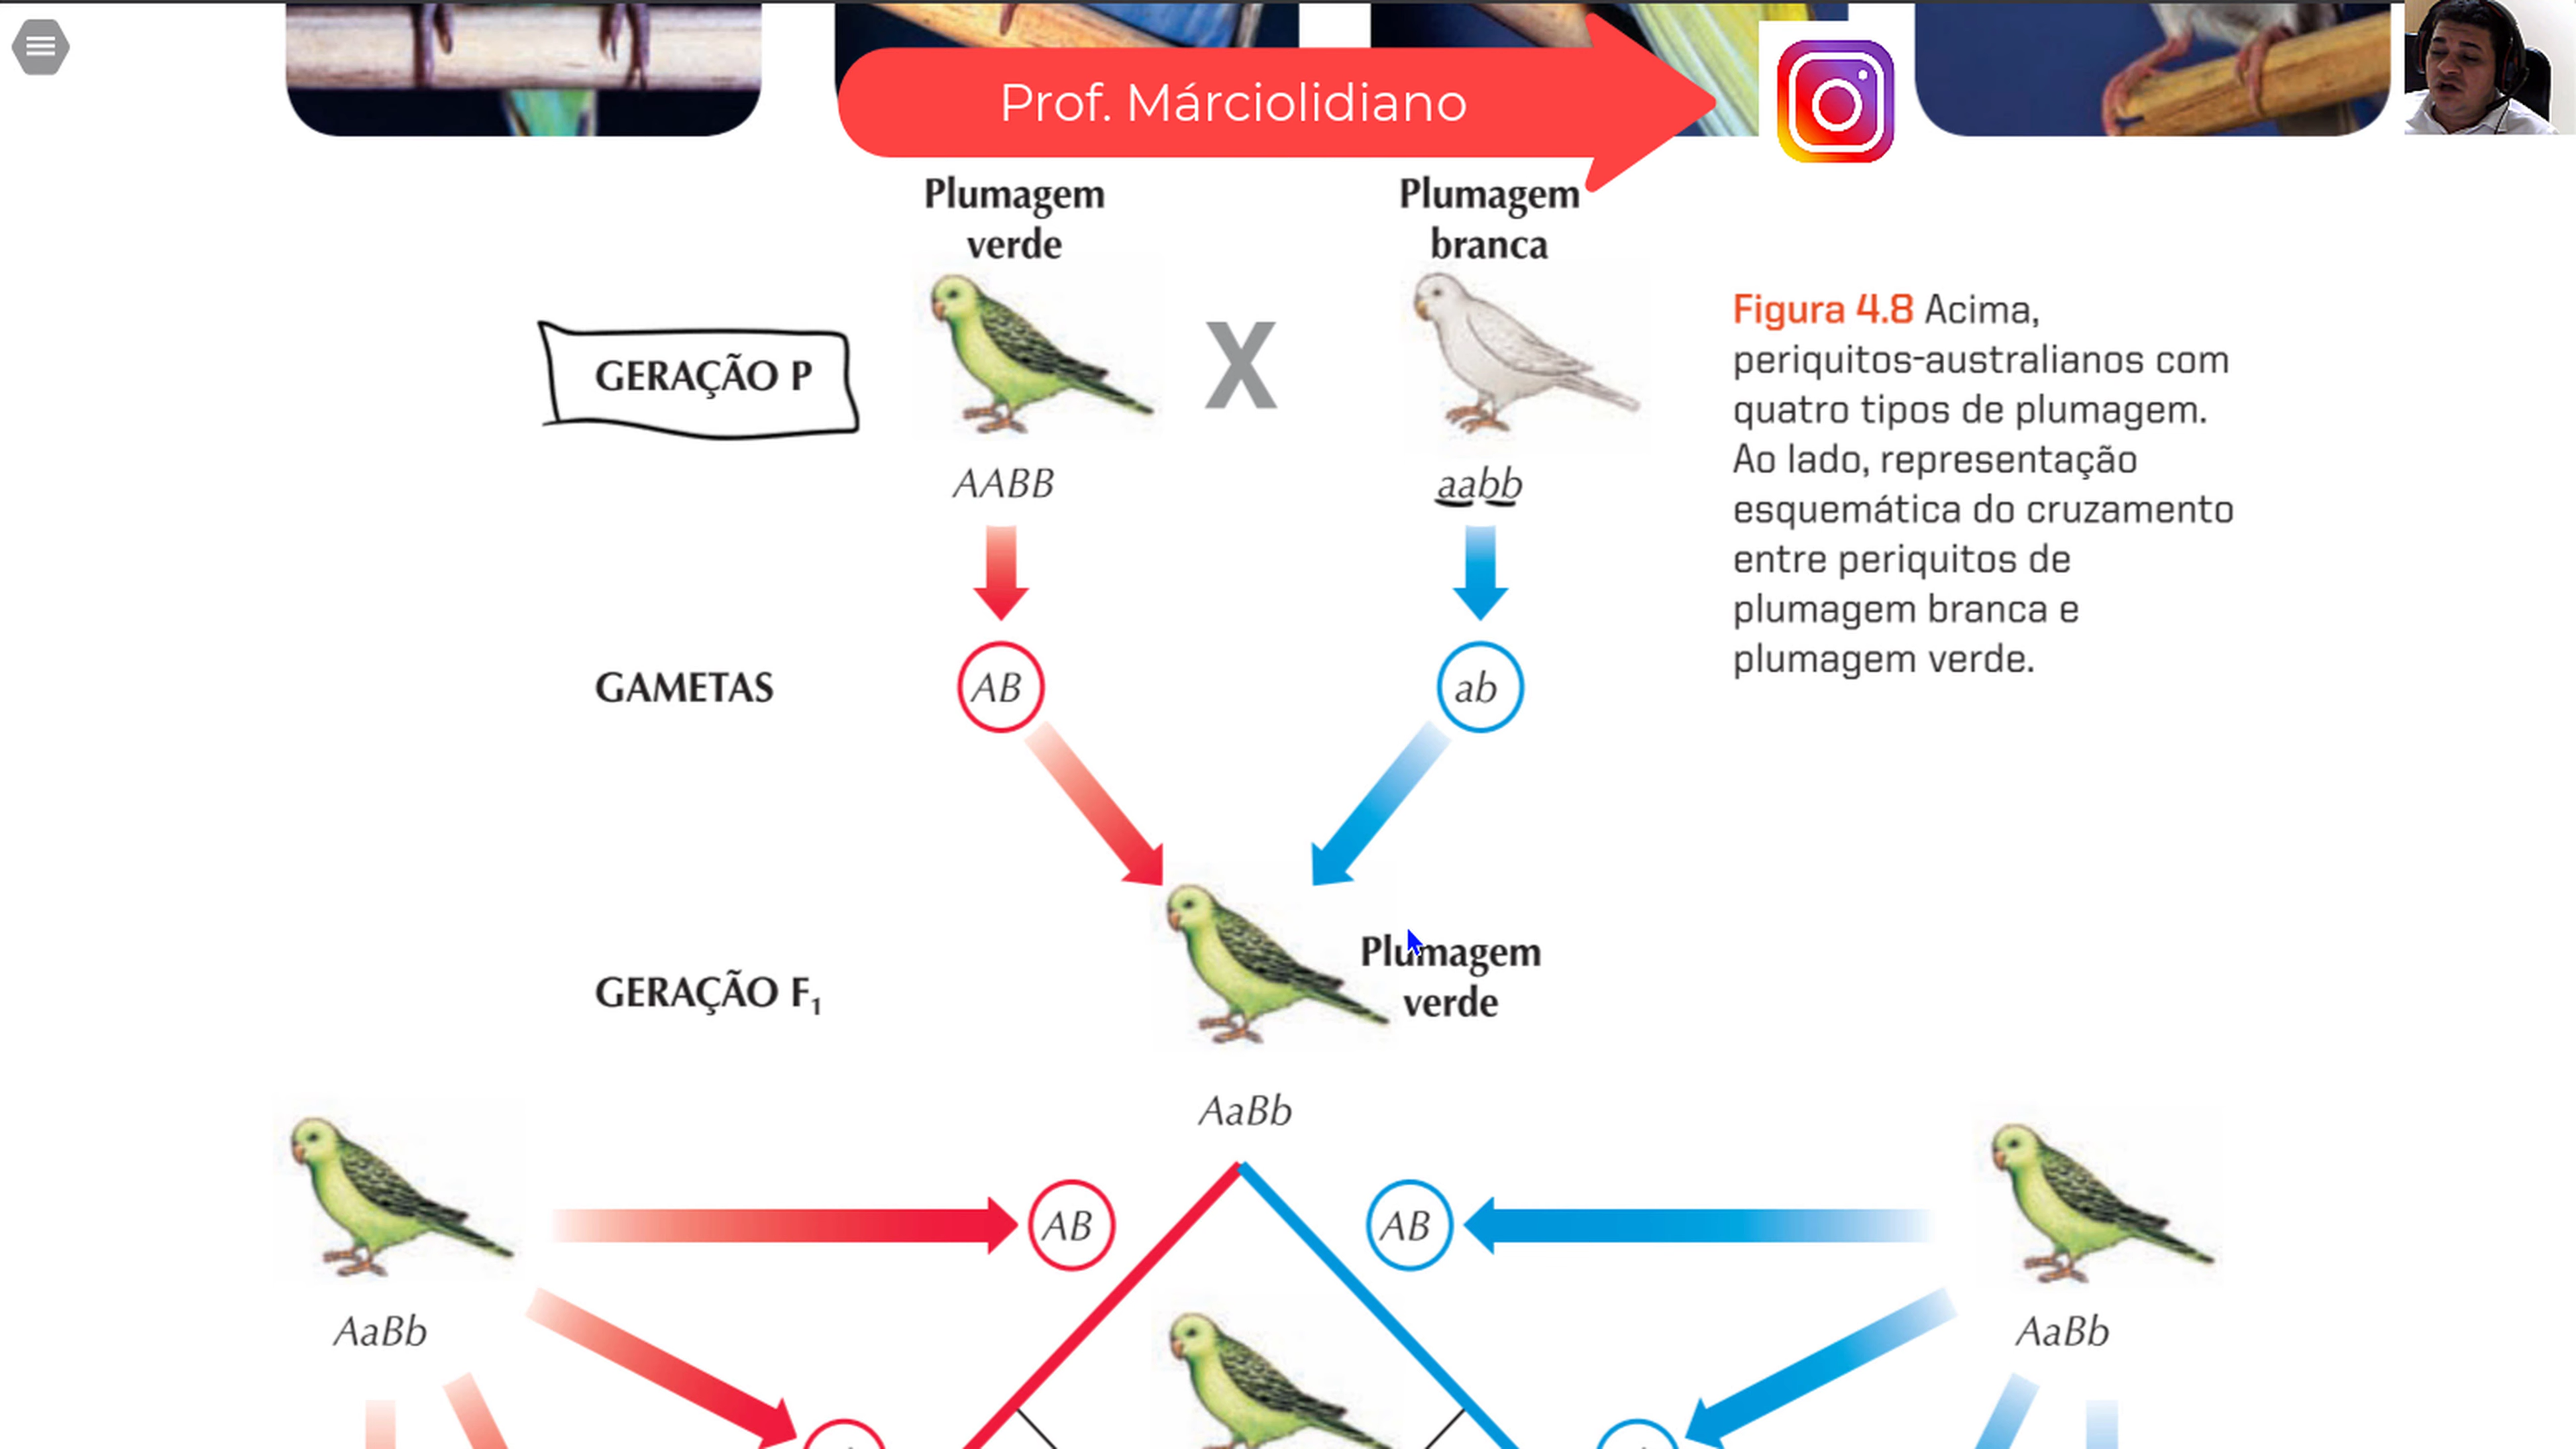 Prof. Márciolidiano
Plumagem
verde
Plumagem
branca
X
GERAÇÃO P
AABB
aabb
Figura 4.8 Acima,
periquitos-australianos com
quatro tipos de plumagem.
Ao lado, representação
esquemática do cruzamento
entre periquitos de
plumagem branca e
plumagem verde.
GAMETAS
AB
ab
GERAÇÃO F₁
Plumagem
verde
AaBb
AB
AB
AaBb
AaBb